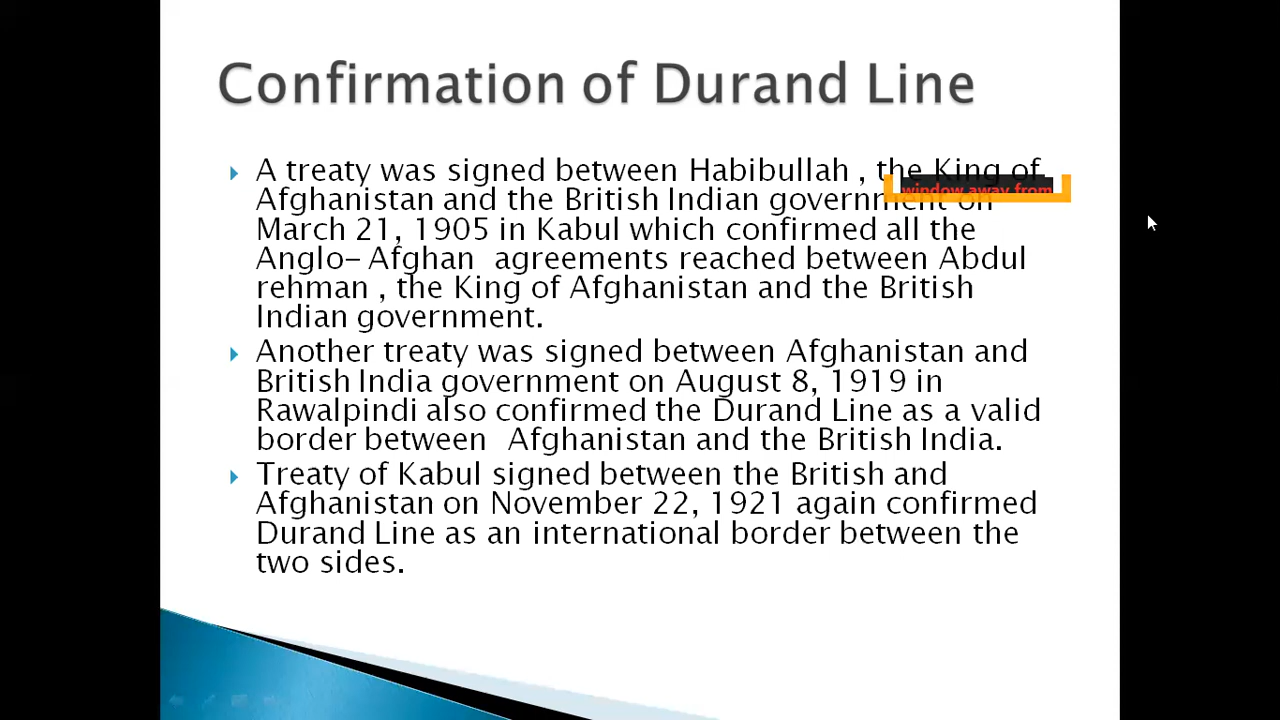 Confirmation of Durand Line
A treaty was signed between Habibullah , the King of
window away from
Afghanistan and the British Indian government on
March 21, 1905 in Kabul which confirmed all the
Anglo- Afghan agreements reached between Abdul
rehman , the King of Afghanistan and the British
Indian government.
Another treaty was signed between Afghanistan and
British India government on August 8, 1919 in
Rawalpindi also confirmed the Durand Line as a valid
border between Afghanistan and the British India.
Treaty of Kabul signed between the British and
Afghanistan on November 22, 1921 again confirmed
Durand Line as an international border between the
two sides.